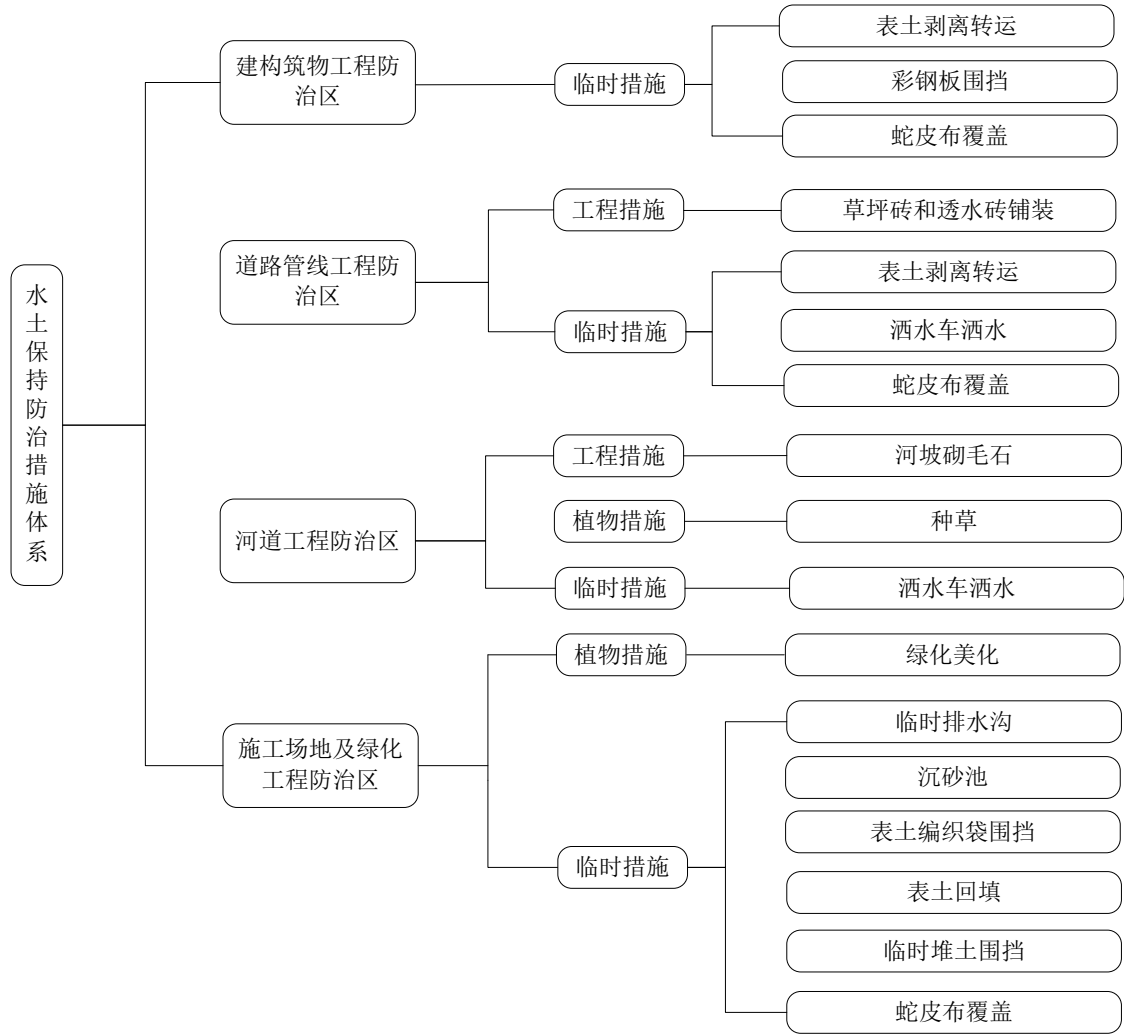 水土保持防治措施体系
建构筑物工程防
治区
临时措施
表土剥离转运
彩钢板围挡
蛇皮布覆盖
道路管线工程防
治区
工程措施
草坪砖和透水砖铺装
临时措施
表土剥离转运
洒水车洒水
蛇皮布覆盖
河道工程防治区
工程措施
河坡砌毛石
植物措施
种草
临时措施
洒水车洒水
施工场地及绿化
工程防治区
植物措施
绿化美化
临时措施
临时排水沟
沉砂池
表土编织袋围挡
表土回填
临时堆土围挡
蛇皮布覆盖